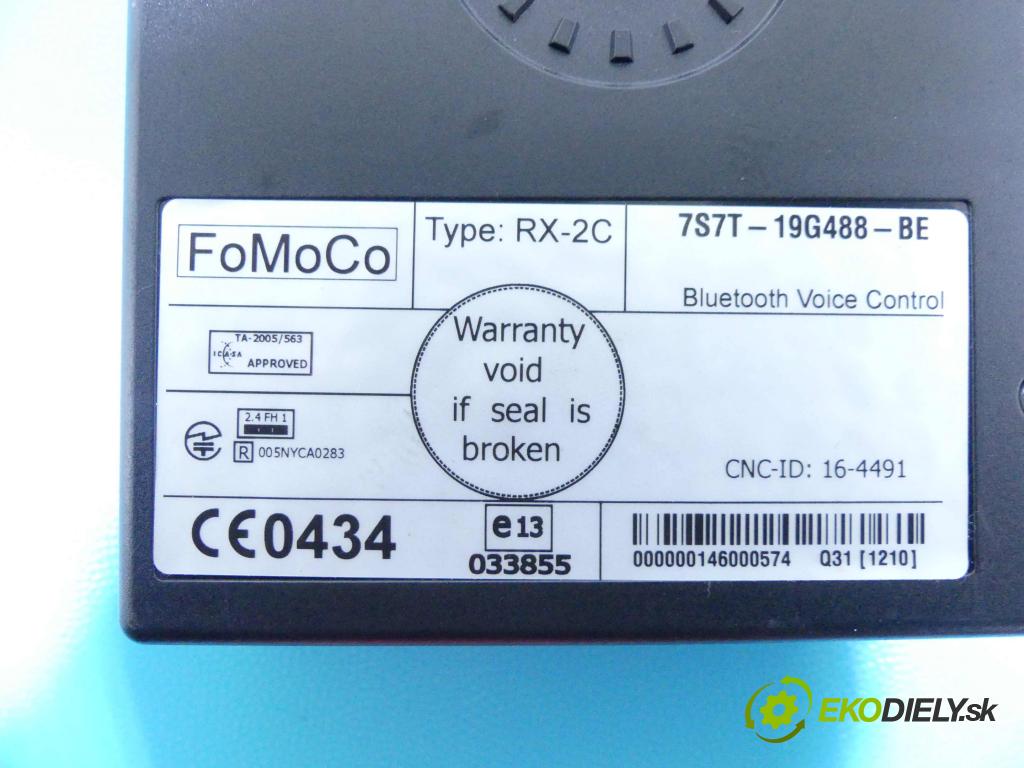 FoMoCo
Type: RX-2C
7S7T-19G488-BE
Bluetooth Voice Control
TA-2005/563
ICASA
APPROVED
Warranty
void
if seal is
broken
2.4 FH 1
R 005NYCA0283
CNC-ID: 16-4491
CE0434
e13
033855
000000146000574 Q31 [1210]
EKODIELY.sk